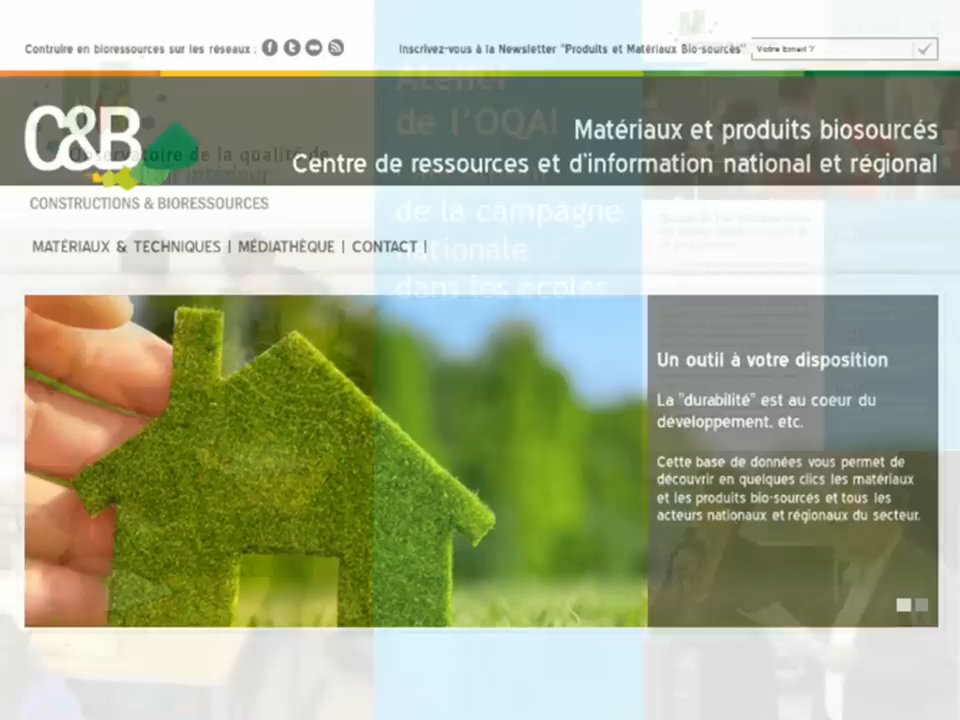 Contruire en bioressources sur les réseaux :
Inscrivez-vous à la Newsletter "Produits et Matériaux Bio-sourcés"
Votre Email ?
Atelier
de l'OQAI
C&B
Matériaux et produits biosourcés
Observatoire de la qualité de
l'air intérieur
Centre de ressources et d'information national et régional
CONSTRUCTIONS & BIORESSOURCES
de la campagne
MATÉRIAUX & TECHNIQUES | MÉDIATHÈQUE | CONTACT |
nationale
dans les écoles
Un outil à votre disposition
La "durabilité" est au coeur du
développement. etc.
Cette base de données vous permet de
découvrir en quelques clics les matériaux
et les produits bio-sourcés et tous les
acteurs nationaux et régionaux du secteur.